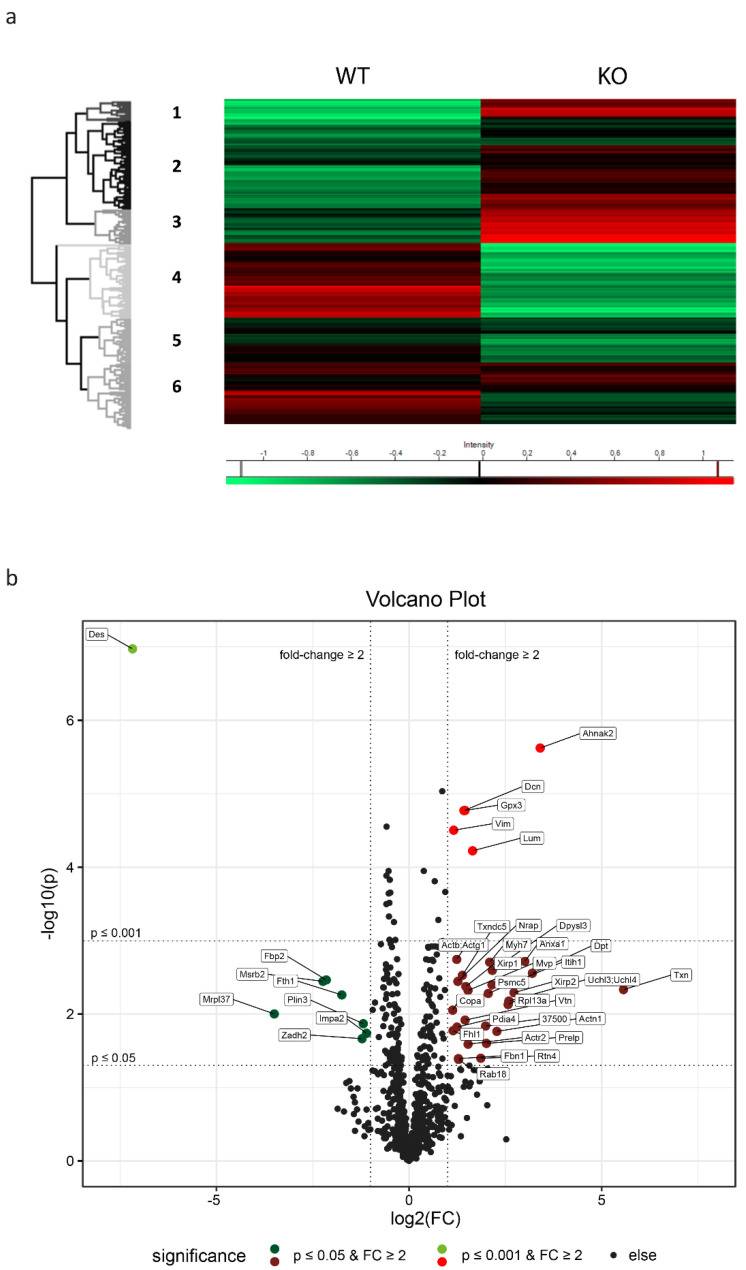 a
WT KO
1
2
3
4
5
6
Intensity
-1 -0,8 -0,6 -0,4 -0,2 0 0,2 0,4 0,6 0,8 1
b
Volcano Plot
Des
fold-change ≥ 2 fold-change ≥ 2
6
Ahnak2
Dcn
Gpx3
Vim
Lum
4
-log10(p)
p ≤ 0.001
Txndc5 Nrap Dpysl3
Actb;Actg1 Myh7 Anxa1 Dpt
Fbp2
Xirp1 Mvp Itih1
Msrb2 Fth1
Psmc5 Xirp2 Uchl3;Uchl4 Txn
Mrpl37 Plin3
Copa Rpl13a Vtn
2
Impa2
Pdia4 37500 Actn1
Zadh2
Fhl1 Actr2 Prelp
p ≤ 0.05
Fbn1 Rtn4
Rab18
0
-5 0 5
log2(FC)
significance p ≤ 0.05 & FC ≥ 2 p ≤ 0.001 & FC ≥ 2 else